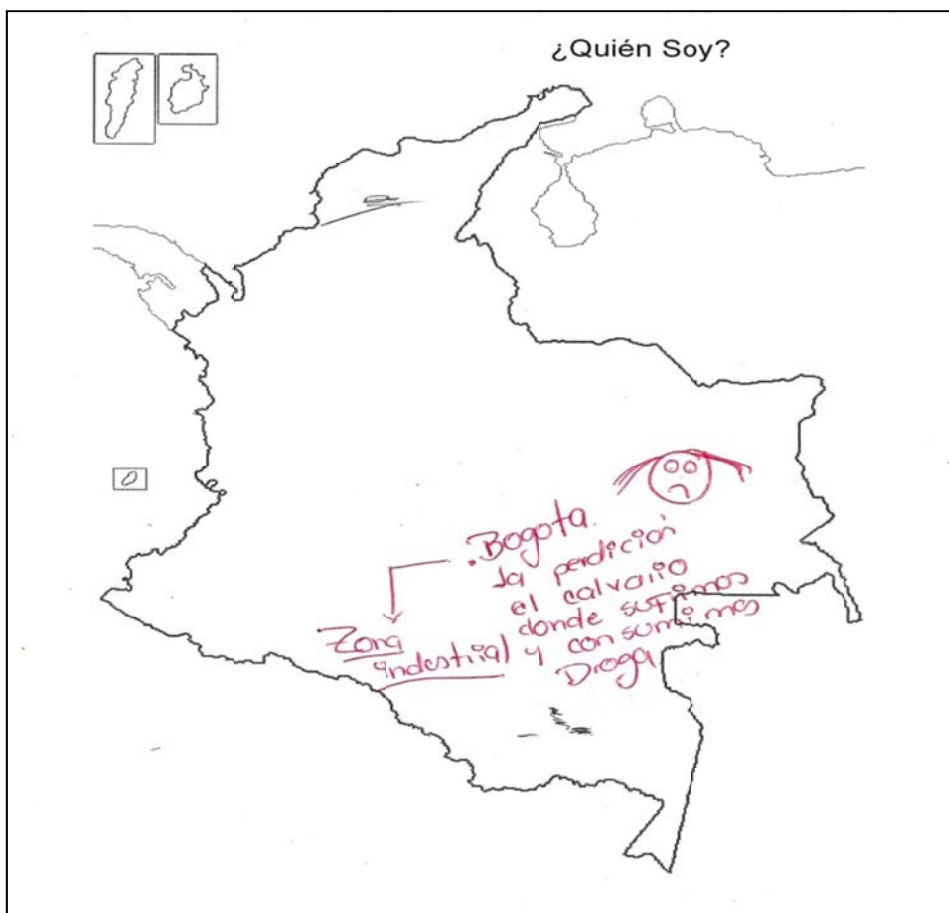 ¿Quién Soy?
.Bogota.
la perdición
el calvario
donde sufrimos
y consumimos
Droga
Zona
indestrial